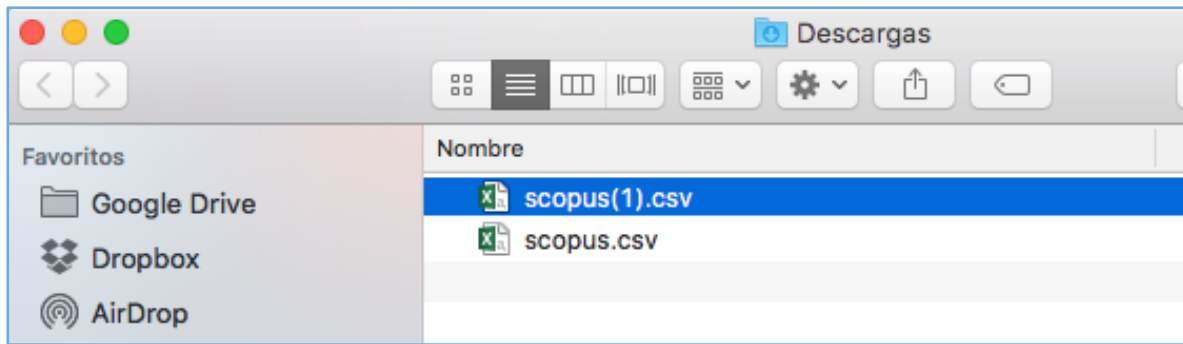 Descargas
Favoritos
Nombre
Google Drive
scopus(1).csv
Dropbox
scopus.csv
AirDrop